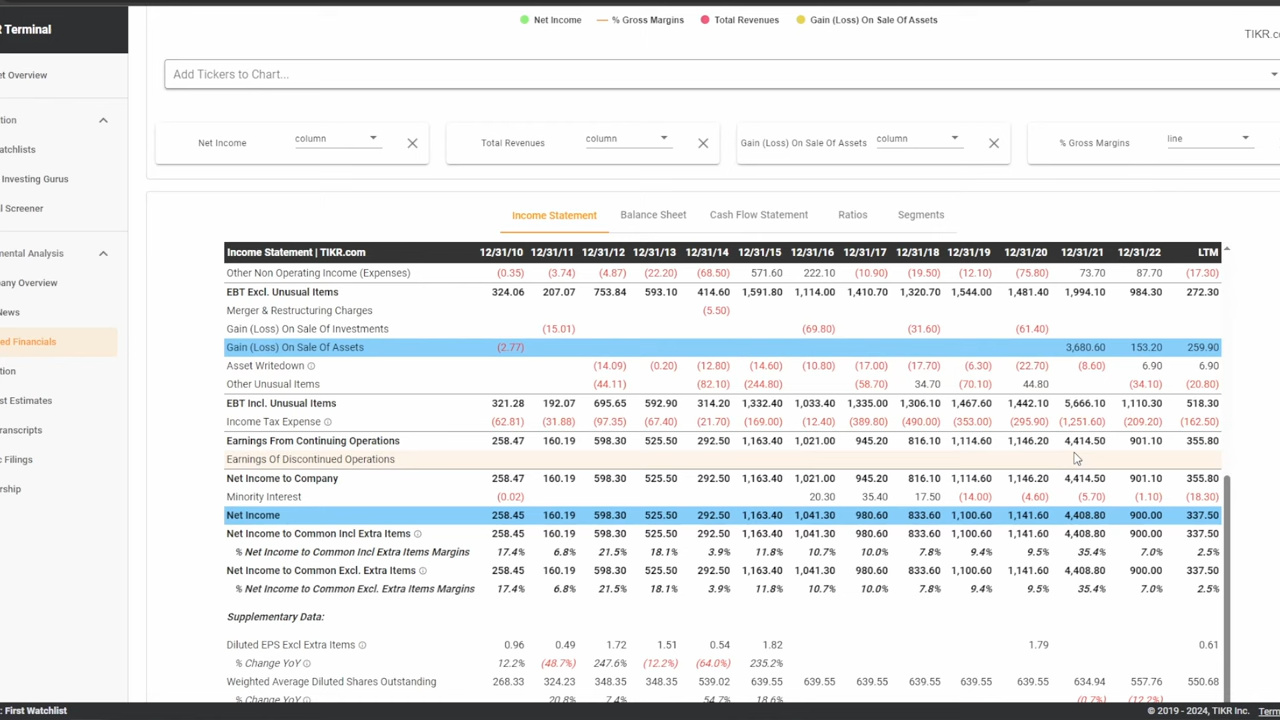 R Terminal
Net Income % Gross Margins Total Revenues Gain (Loss) On Sale Of Assets
TIKR.co
Add Tickers to Chart...
et Overview
tion
atchlists
Investing Gurus
l Screener
mental Analysis
any Overview
News
ed Financials
tion
st Estimates
ranscripts
c Filings
ership
Net Income column Total Revenues column Gain (Loss) On Sale Of Assets column % Gross Margins line
Income Statement Balance Sheet Cash Flow Statement Ratios Segments
Income Statement | TIKR.com 12/31/10 12/31/11 12/31/12 12/31/13 12/31/14 12/31/15 12/31/16 12/31/17 12/31/18 12/31/19 12/31/20 12/31/21 12/31/22 LTM
Other Non Operating Income (Expenses) (0.35) (3.74) (4.87) (22.20) (68.50) 571.60 222.10 (10.90) (19.50) (12.10) (75.80) 73.70 87.70 (17.30)
EBT Excl. Unusual Items 324.06 207.07 753.84 593.10 414.60 1,591.80 1,114.00 1,410.70 1,320.70 1,544.00 1,481.40 1,994.10 984.30 272.30
Merger & Restructuring Charges (5.50)
Gain (Loss) On Sale Of Investments (15.01) (69.80) (31.60) (61.40)
Gain (Loss) On Sale Of Assets (2.77) 3,680.60 153.20 259.90
Asset Writedown (14.09) (0.20) (12.80) (14.60) (10.80) (17.00) (17.70) (6.30) (22.70) (8.60) 6.90 6.90
Other Unusual Items (44.11) (82.10) (244.80) (58.70) 34.70 (70.10) 44.80 (34.10) (20.80)
EBT Incl. Unusual Items 321.28 192.07 695.65 592.90 314.20 1,332.40 1,033.40 1,335.00 1,306.10 1,467.60 1,442.10 5,666.10 1,110.30 518.30
Income Tax Expense (62.81) (31.88) (97.35) (67.40) (21.70) (169.00) (12.40) (389.80) (490.00) (353.00) (295.90) (1,251.60) (209.20) (162.50)
Earnings From Continuing Operations 258.47 160.19 598.30 525.50 292.50 1,163.40 1,021.00 945.20 816.10 1,114.60 1,146.20 4,414.50 901.10 355.80
Earnings Of Discontinued Operations
Net Income to Company 258.47 160.19 598.30 525.50 292.50 1,163.40 1,021.00 945.20 816.10 1,114.60 1,146.20 4,414.50 901.10 355.80
Minority Interest (0.02) 20.30 35.40 17.50 (14.00) (4.60) (5.70) (1.10) (18.30)
Net Income 258.45 160.19 598.30 525.50 292.50 1,163.40 1,041.30 980.60 833.60 1,100.60 1,141.60 4,408.80 900.00 337.50
Net Income to Common Incl Extra Items 258.45 160.19 598.30 525.50 292.50 1,163.40 1,041.30 980.60 833.60 1,100.60 1,141.60 4,408.80 900.00 337.50
% Net Income to Common Incl Extra Items Margins 17.4% 6.8% 21.5% 18.1% 3.9% 11.8% 10.7% 10.0% 7.8% 9.4% 9.5% 35.4% 7.0% 2.5%
Net Income to Common Excl. Extra Items 258.45 160.19 598.30 525.50 292.50 1,163.40 1,041.30 980.60 833.60 1,100.60 1,141.60 4,408.80 900.00 337.50
% Net Income to Common Excl. Extra Items Margins 17.4% 6.8% 21.5% 18.1% 3.9% 11.8% 10.7% 10.0% 7.8% 9.4% 9.5% 35.4% 7.0% 2.5%
Supplementary Data:
Diluted EPS Excl Extra Items 0.96 0.49 1.72 1.51 0.54 1.82 1.79 0.61
% Change YoY 12.2% (48.7%) 247.6% (12.2%) (64.0%) 235.2%
Weighted Average Diluted Shares Outstanding 268.33 324.23 348.35 348.35 539.02 639.55 639.55 639.55 639.55 639.55 639.55 634.94 557.76 550.68
% Change YoY 20.8% 7.4% 54.7% 18.6% (0.7%) (12.2%)
: First Watchlist
© 2019 - 2024, TIKR Inc. Term